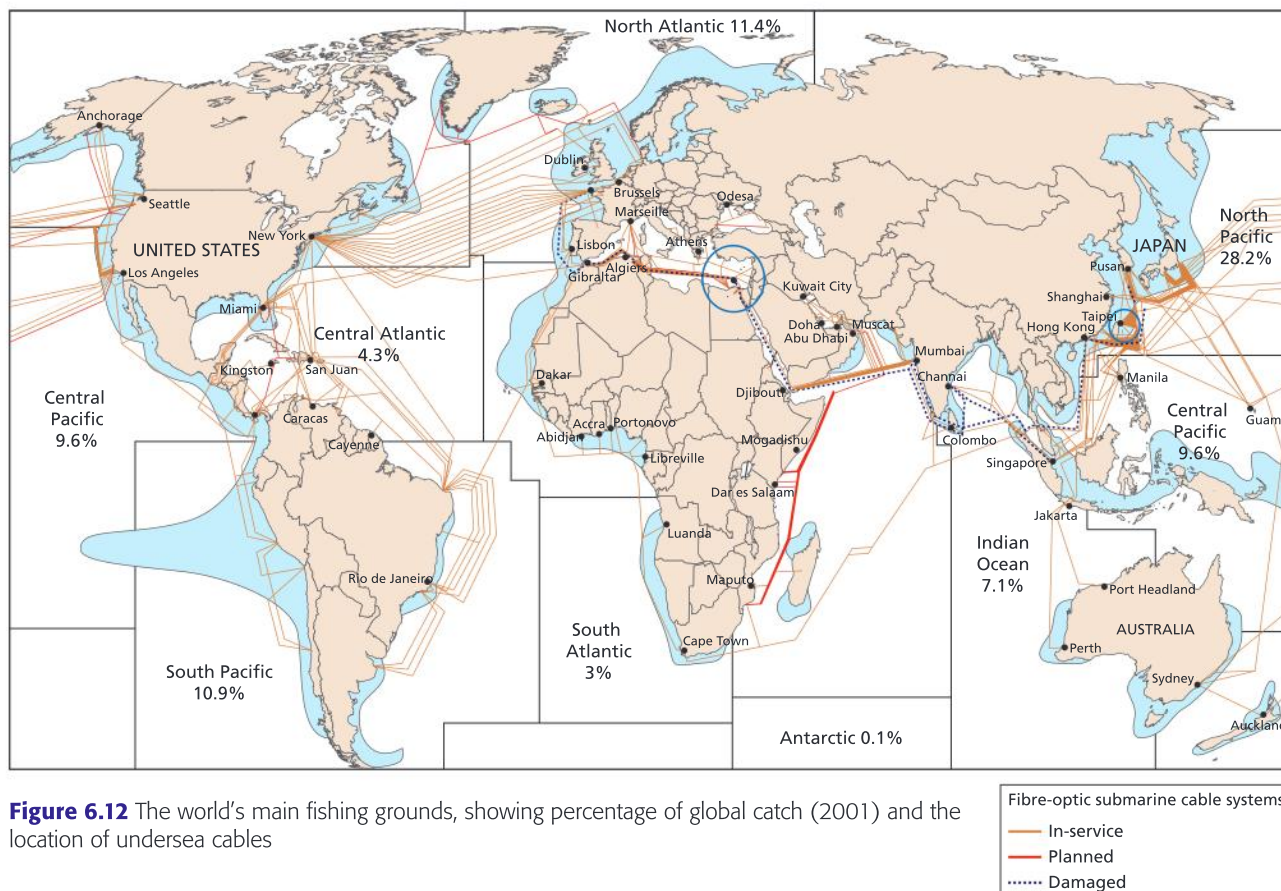 North Atlantic 11.4%
Anchorage
Dublin
Brussels
Odesa
Seattle
Marseille
North
Pacific
28.2%
New York
UNITED STATES
Lisbon
Athens
JAPAN
Pusan
Los Angeles
Gibraltar
Algiers
Kuwait City
Shanghai
Miami
Doha
Abu Dhabi
Muscat
Taipei
Hong Kong
Central Atlantic
4.3%
Mumbai
Kingston
San Juan
Dakar
Channai
Manila
Djibouti
Central
Pacific
9.6%
Caracas
Cayenne
Accra
Portonovo
Abidjan
Mogadishu
Colombo
Central
Pacific
9.6%
Guam
Libreville
Singapore
Dar es Salaam
Jakarta
Luanda
Indian
Ocean
7.1%
Rio de Janeiro
Maputo
Port Headland
AUSTRALIA
South
Atlantic
3%
Cape Town
Perth
South Pacific
10.9%
Sydney
Auckland
Antarctic 0.1%
Figure 6.12 The world's main fishing grounds, showing percentage of global catch (2001) and the
location of undersea cables
Fibre-optic submarine cable systems
In-service
Planned
Damaged